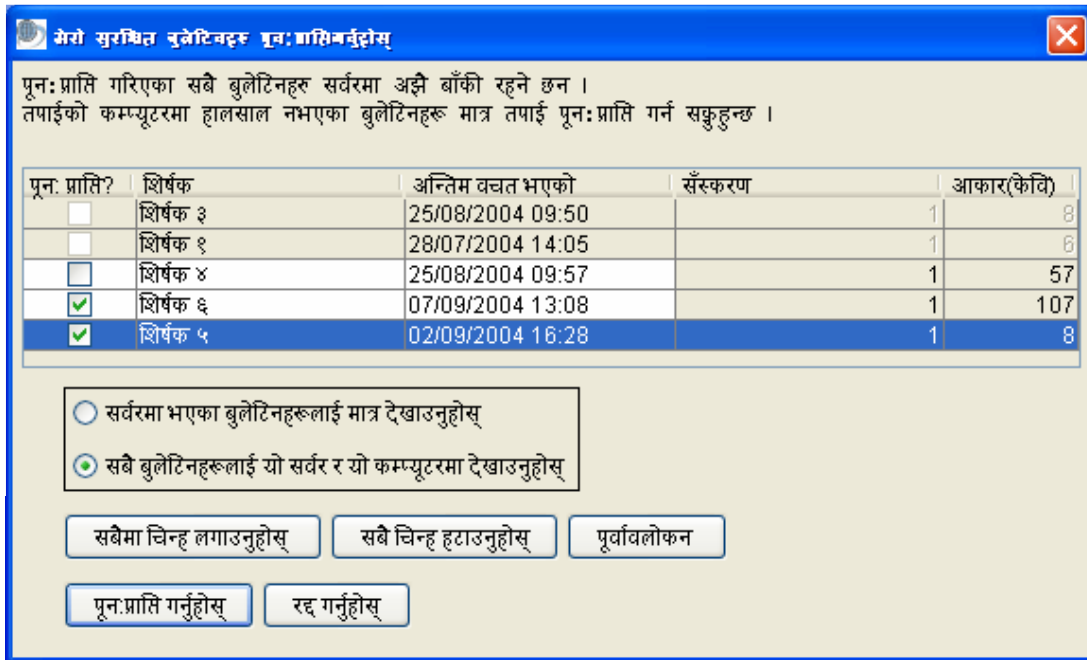 मेरो सुरक्षित बुलेटिनहरु पून:प्राप्तिगर्नुहोस्
पून:प्राप्ति गरिएका सबै बुलेटिनहरु सर्वरमा अझै बाँकी रहने छन ।
तपाईको कम्प्यूटरमा हालसाल नभएका बुलेटिनहरू मात्र तपाई पून:प्राप्ति गर्न सक्नुहुन्छ ।
पून: प्राप्ति? शिर्षक अन्तिम वचत भएको सँस्करण आकार(केवि)
शिर्षक ३ 25/08/2004 09:50 1 8
शिर्षक १ 28/07/2004 14:05 1 6
शिर्षक ४ 25/08/2004 09:57 1 57
शिर्षक ६ 07/09/2004 13:08 1 107
शिर्षक ५ 02/09/2004 16:28 1 8
सर्वरमा भएका बुलेटिनहरूलाई मात्र देखाउनुहोस्
सबै बुलेटिनहरूलाई यो सर्वर र यो कम्प्यूटरमा देखाउनुहोस्
सबैमा चिन्ह लगाउनुहोस् सबै चिन्ह हटाउनुहोस् पूर्वावलोकन
पून:प्राप्ति गर्नुहोस् रद्द गर्नुहोस्